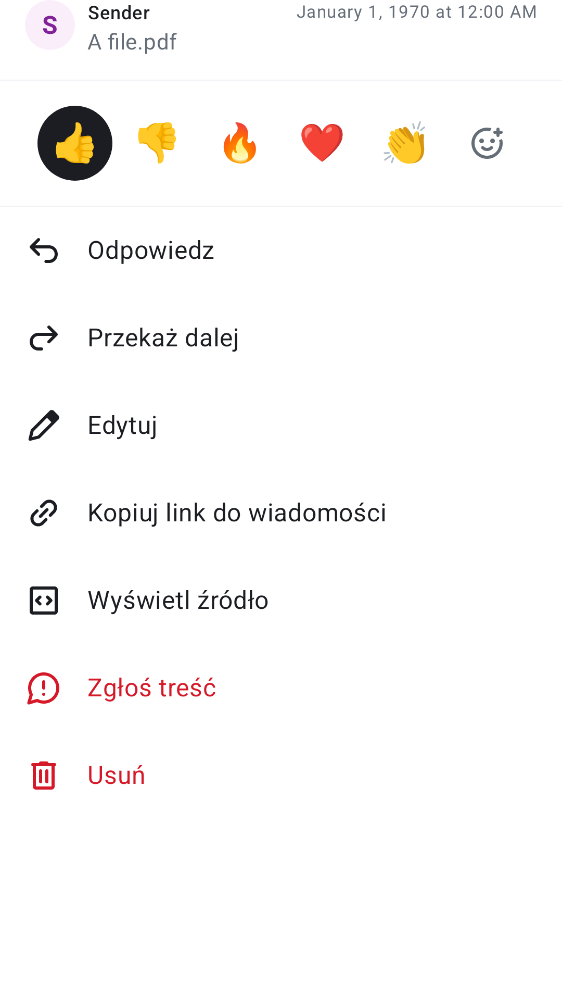 S
Sender
January 1, 1970 at 12:00 AM
A file.pdf
Odpowiedz
Przekaż dalej
Edytuj
Kopiuj link do wiadomości
Wyświetl źródło
Zgłoś treść
Usuń